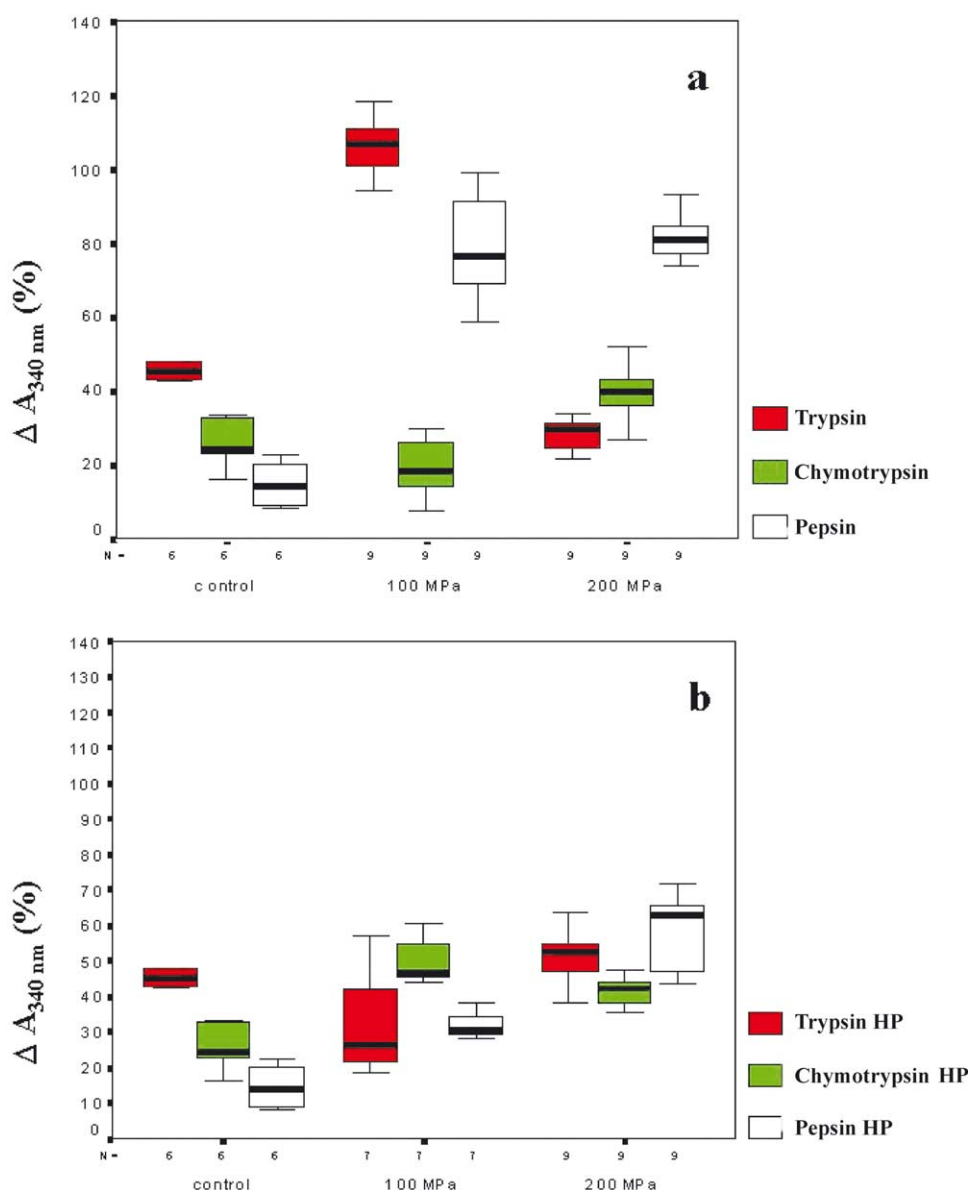 140
a
120
100
80
60
40
20
0
Δ A340 nm (%)
Trypsin
Chymotrypsin
Pepsin
N - 6 6 6 9 9 9 9 9 9
control 100 MPa 200 MPa
140
b
130
120
110
100
90
80
70
60
50
40
30
20
10
0
Δ A340 nm (%)
Trypsin HP
Chymotrypsin HP
Pepsin HP
N - 6 6 6 7 7 7 9 9 9
control 100 MPa 200 MPa